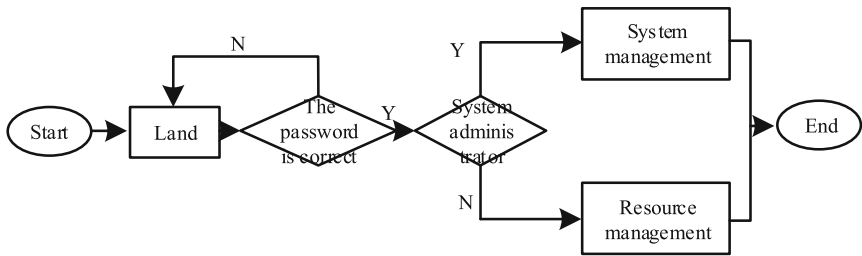 N
Start
Land
The
password
is correct
Y
System
adminis
trator
Y
System
management
N
Resource
management
End